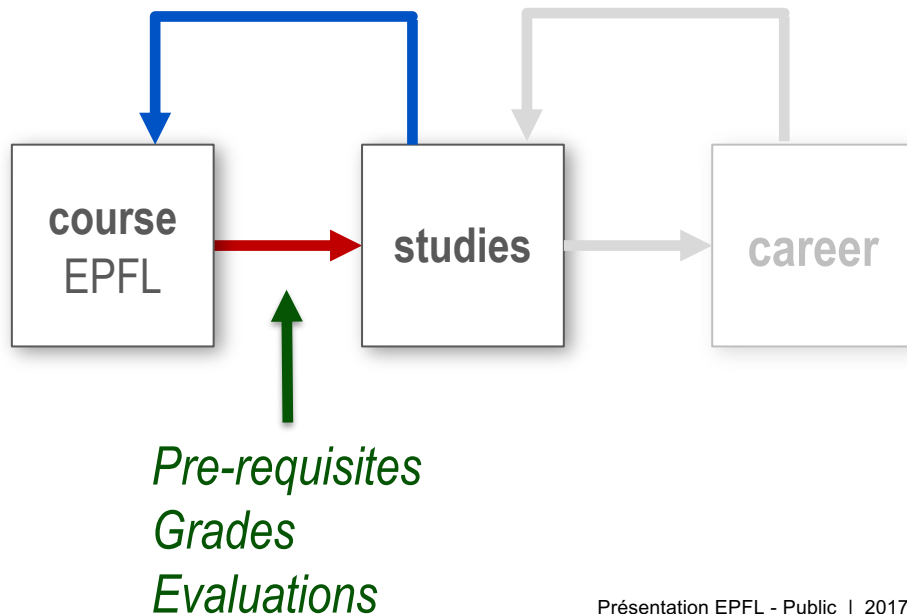 course
EPFL
studies
career
Pre-requisites
Grades
Evaluations
Présentation EPFL - Public | 2017